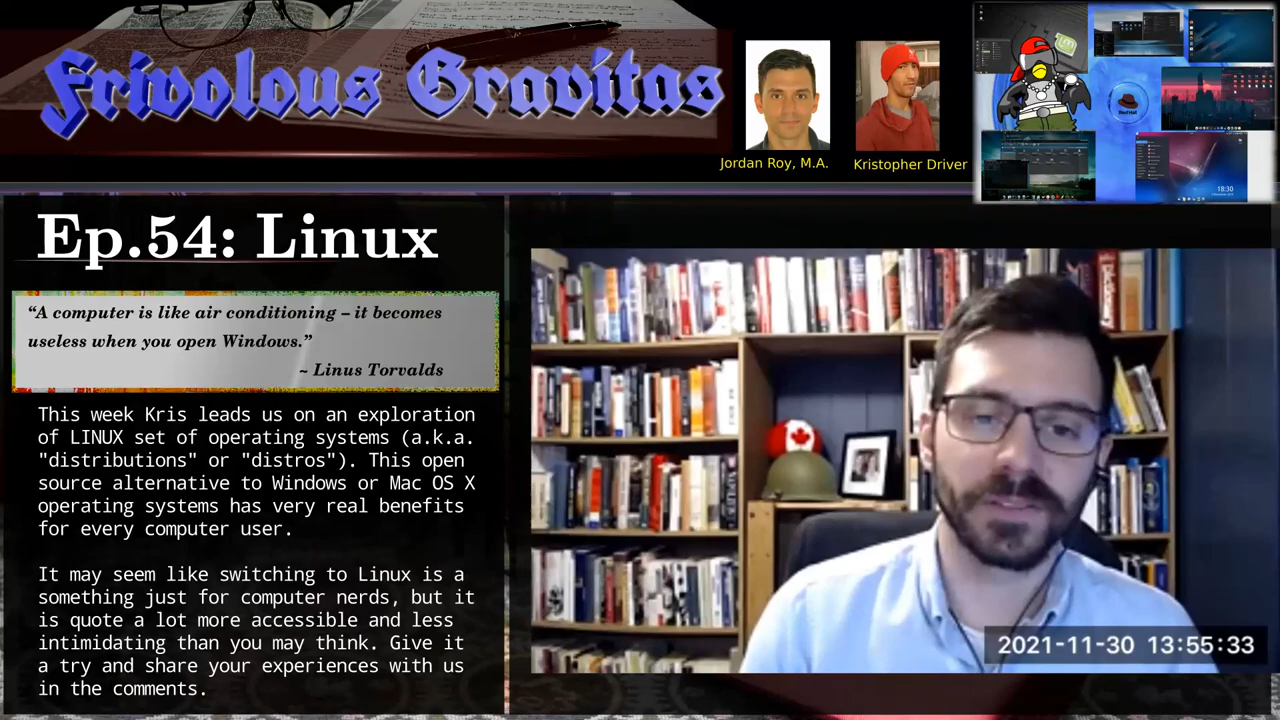 Frivolous Gravitas
Jordan Roy, M.A.
Kristopher Driver
RedHat
18:30
Ep.54: Linux
“A computer is like air conditioning – it becomes
useless when you open Windows.”
~ Linus Torvalds
This week Kris leads us on an exploration
of LINUX set of operating systems (a.k.a.
"distributions" or "distros"). This open
source alternative to Windows or Mac OS X
operating systems has very real benefits
for every computer user.
It may seem like switching to Linux is a
something just for computer nerds, but it
is quote a lot more accessible and less
intimidating than you may think. Give it
a try and share your experiences with us
in the comments.
2021-11-30 13:55:33